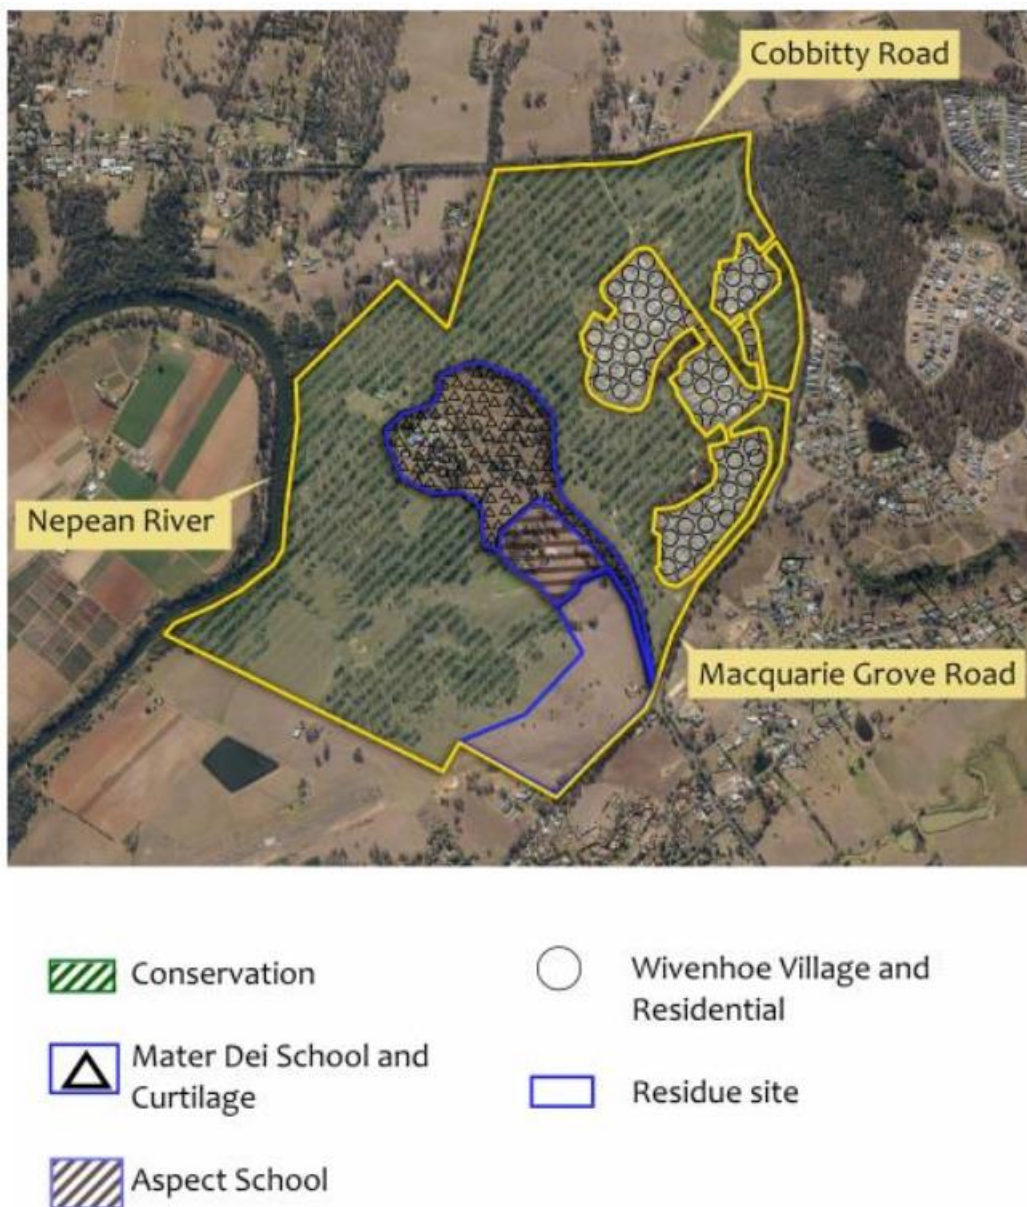 Cobbitty Road
Nepean River
Macquarie Grove Road
Conservation
Wivenhoe Village and
Residential
Mater Dei School and
Curtilage
Residue site
Aspect School